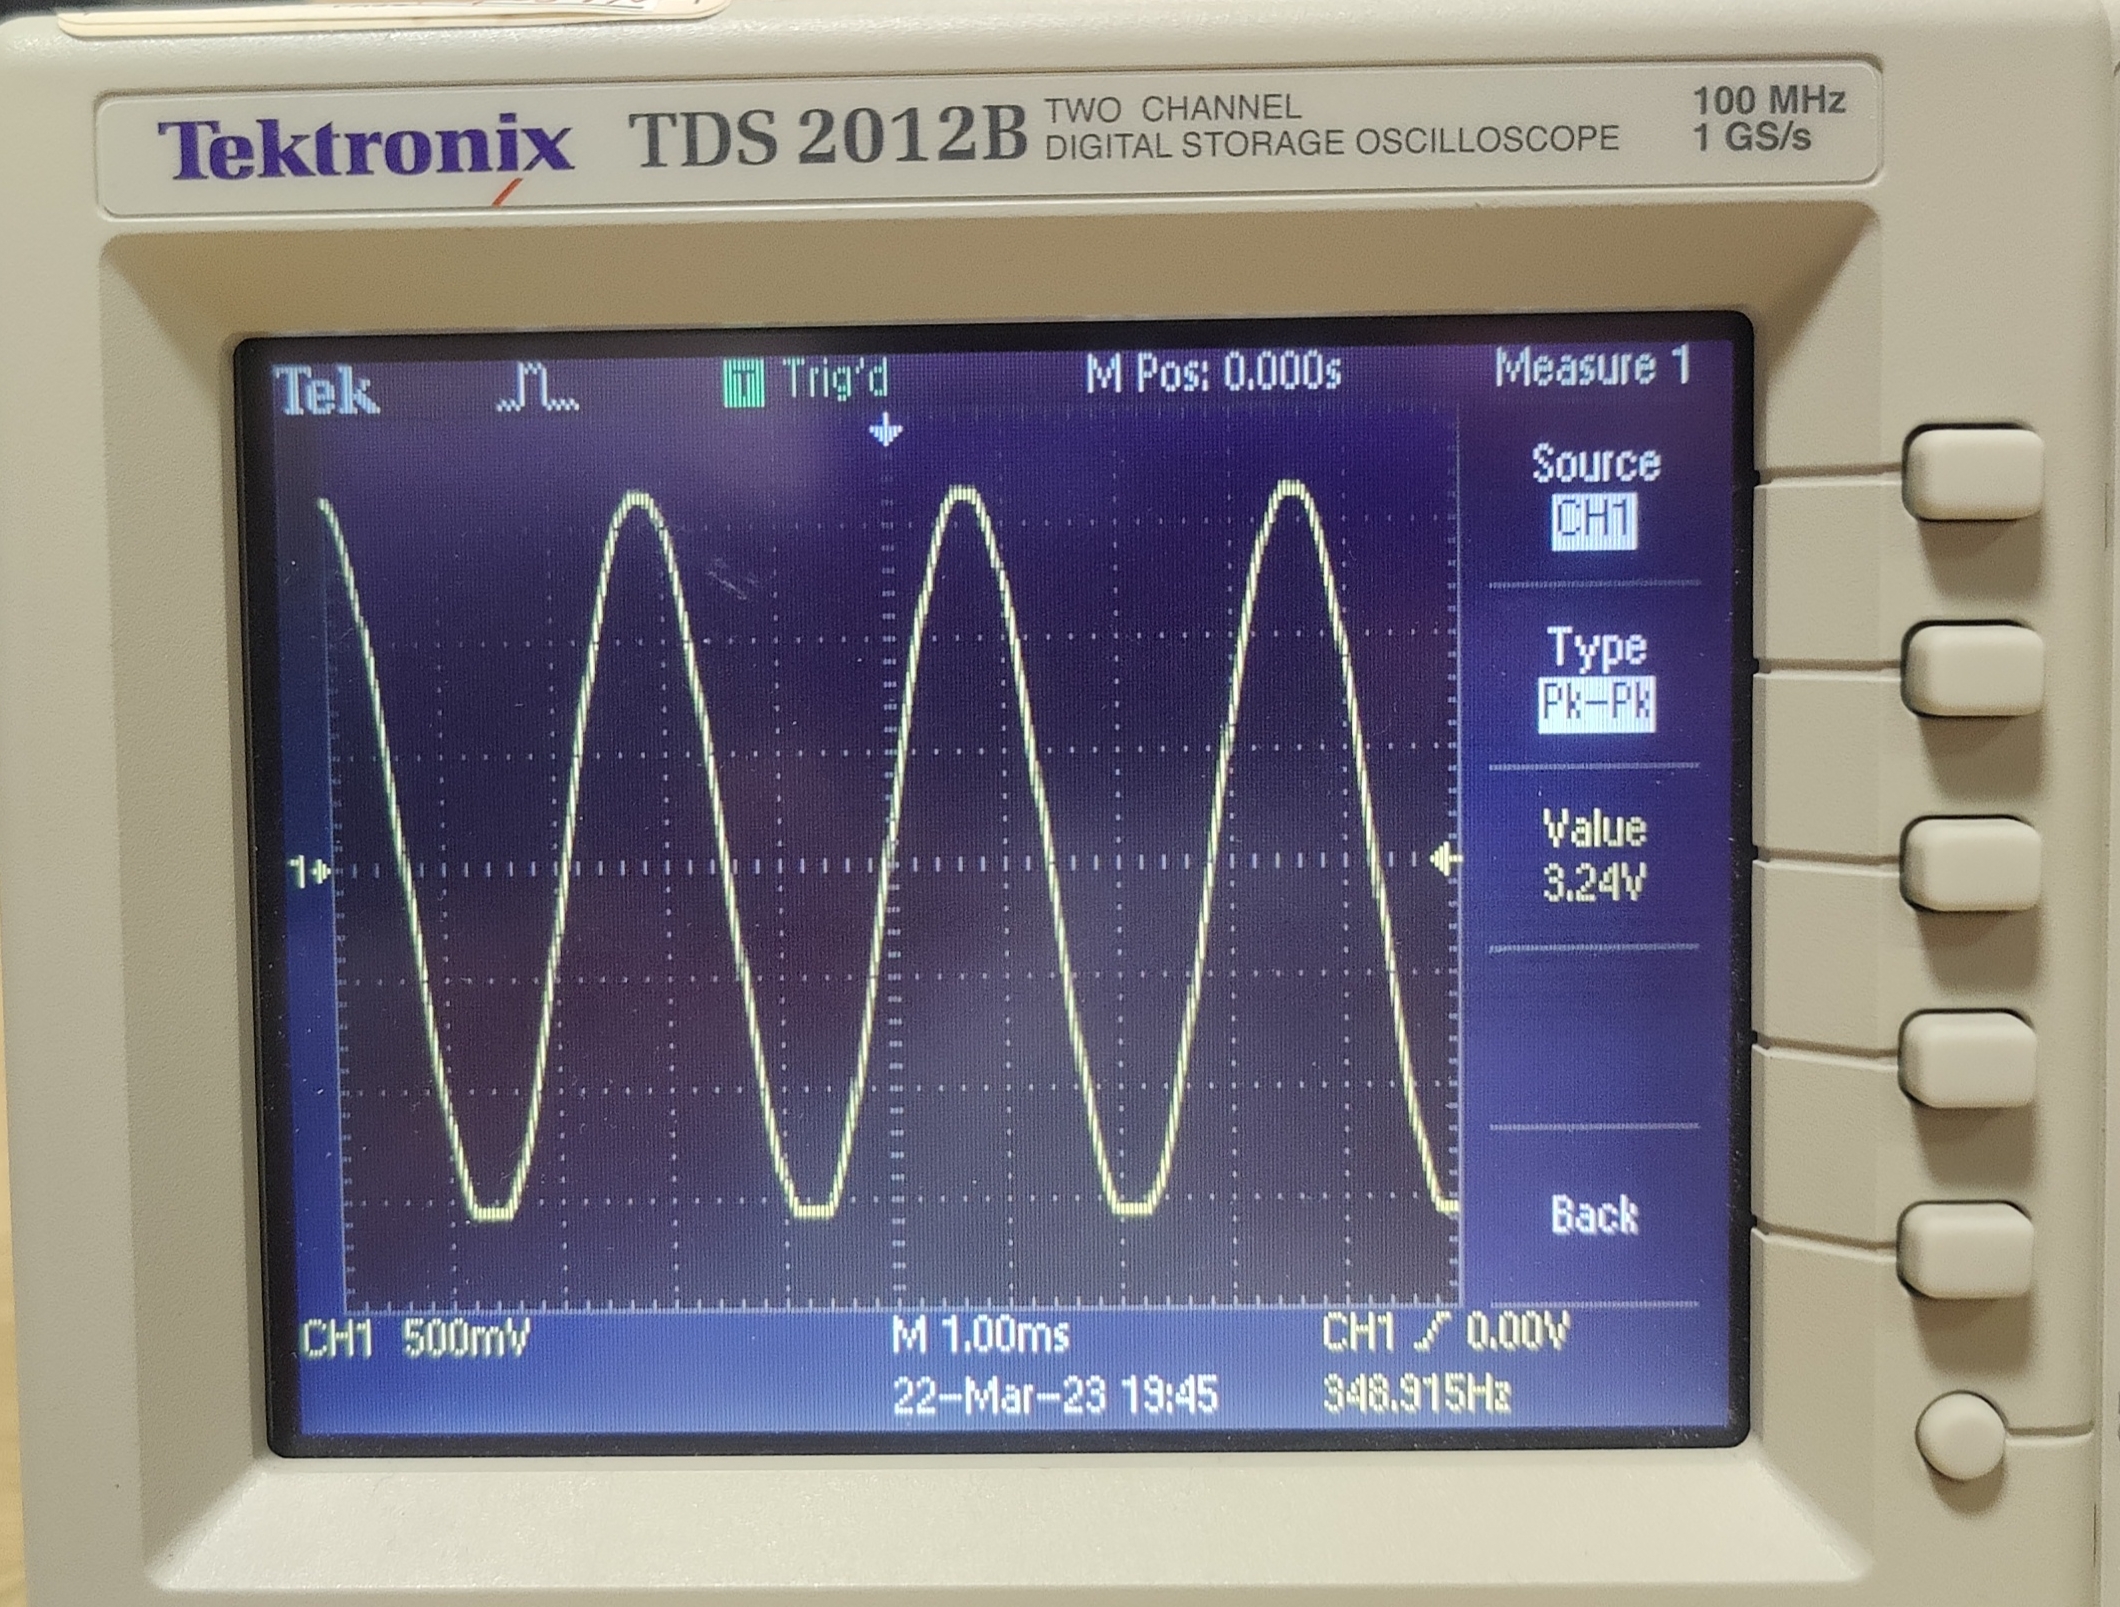 Tektronix TDS 2012B TWO CHANNEL DIGITAL STORAGE OSCILLOSCOPE
100 MHz
1 GS/s
Tek T Trig'd M Pos: 0.000s Measure 1
Source
CH1
Type
Pk-Pk
1
Value
3.24V
Back
CH1 500mV M 1.00ms CH1 0.00V
22-Mar-23 19:45 348.915Hz